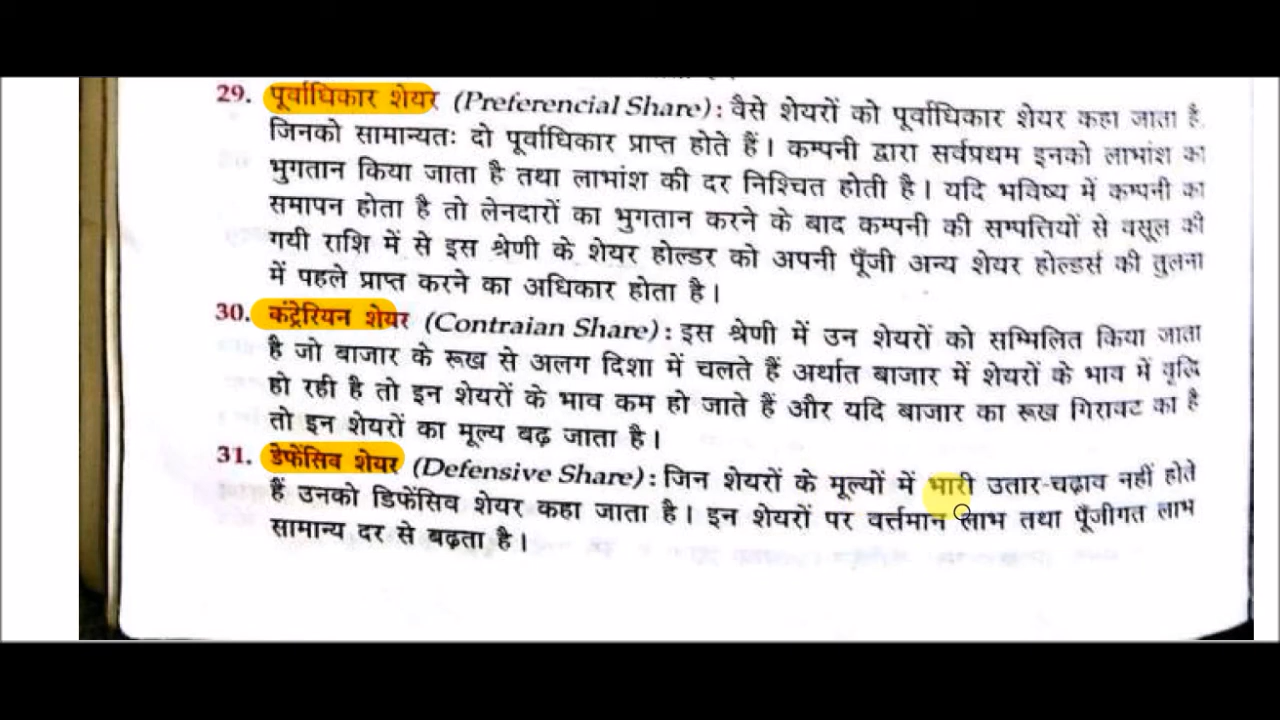 29. पूर्वाधिकार शेयर (Preferencial Share) : वैसे शेयरों को पूर्वाधिकार शेयर कहा जाता है,
जिनको सामान्यतः दो पूर्वाधिकार प्राप्त होते हैं। कम्पनी द्वारा सर्वप्रथम इनको लाभांश का
भुगतान किया जाता है तथा लाभांश की दर निश्चित होती है। यदि भविष्य में कम्पनी का
समापन होता है तो लेनदारों का भुगतान करने के बाद कम्पनी की सम्पत्तियों से वसूल की
गयी राशि में से इस श्रेणी के शेयर होल्डर को अपनी पूँजी अन्य शेयर होल्डर्स की तुलना
में पहले प्राप्त करने का अधिकार होता है।
30. कंट्रेरियन शेयर (Contraian Share) : इस श्रेणी में उन शेयरों को सम्मिलित किया जाता
है जो बाजार के रूख से अलग दिशा में चलते हैं अर्थात बाजार में शेयरों के भाव में वृद्धि
हो रही है तो इन शेयरों के भाव कम हो जाते हैं और यदि बाजार का रूख गिरावट का है
तो इन शेयरों का मूल्य बढ़ जाता है।
31. डेफेंसिव शेयर (Defensive Share) : जिन शेयरों के मूल्यों में भारी उतार-चढ़ाव नहीं होते
हैं उनको डिफेंसिव शेयर कहा जाता है। इन शेयरों पर वर्त्तमान लाभ तथा पूँजीगत लाभ
सामान्य दर से बढ़ता है।